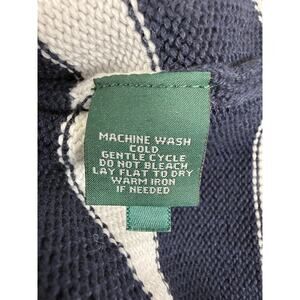 MACHINE WASH
COLD
GENTLE CYCLE
DO NOT BLEACH
LAY FLAT TO DRY
WARM IRON
IF NEEDED